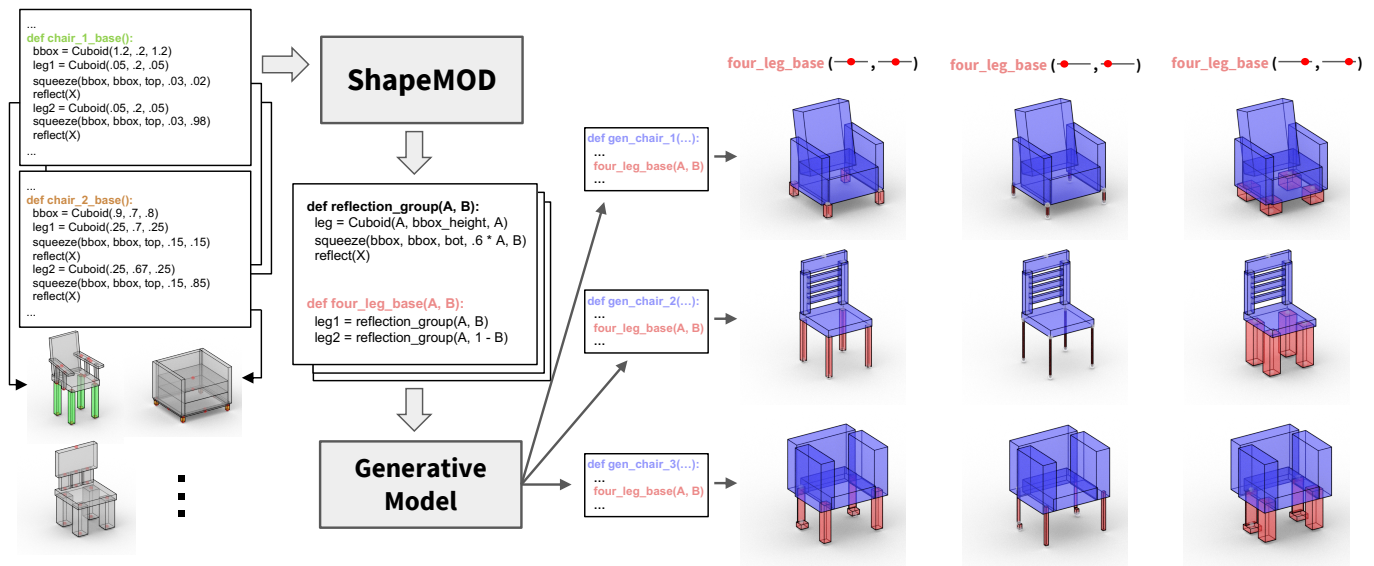 ...
def chair_1_base():
bbox = Cuboid(1.2, .2, 1.2)
leg1 = Cuboid(.05, .2, .05)
squeeze(bbox, bbox, top, .03, .02)
reflect(X)
leg2 = Cuboid(.05, .2, .05)
squeeze(bbox, bbox, top, .03, .98)
reflect(X)
...
...
def chair_2_base():
bbox = Cuboid(.9, .7, .8)
leg1 = Cuboid(.25, .7, .25)
squeeze(bbox, bbox, top, .15, .15)
reflect(X)
leg2 = Cuboid(.25, .67, .25)
squeeze(bbox, bbox, top, .15, .85)
reflect(X)
...
ShapeMOD
def reflection_group(A, B):
leg = Cuboid(A, bbox_height, A)
squeeze(bbox, bbox, bot, .6 * A, B)
reflect(X)
def four_leg_base(A, B):
leg1 = reflection_group(A, B)
leg2 = reflection_group(A, 1 - B)
Generative
Model
def gen_chair_1(...):
...
four_leg_base(A, B)
...
def gen_chair_2(...):
...
four_leg_base(A, B)
...
def gen_chair_3(...):
...
four_leg_base(A, B)
...
four_leg_base ( , )
four_leg_base ( , )
four_leg_base ( , )